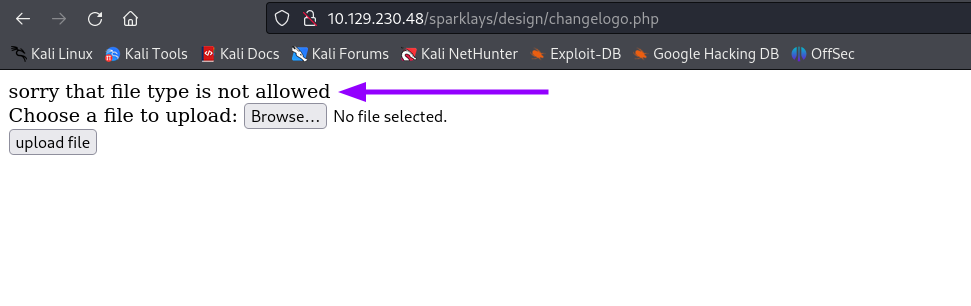 10.129.230.48/sparklays/design/changelogo.php
Kali Linux Kali Tools Kali Docs Kali Forums Kali NetHunter Exploit-DB Google Hacking DB OffSec
sorry that file type is not allowed
Choose a file to upload: Browse... No file selected.
upload file